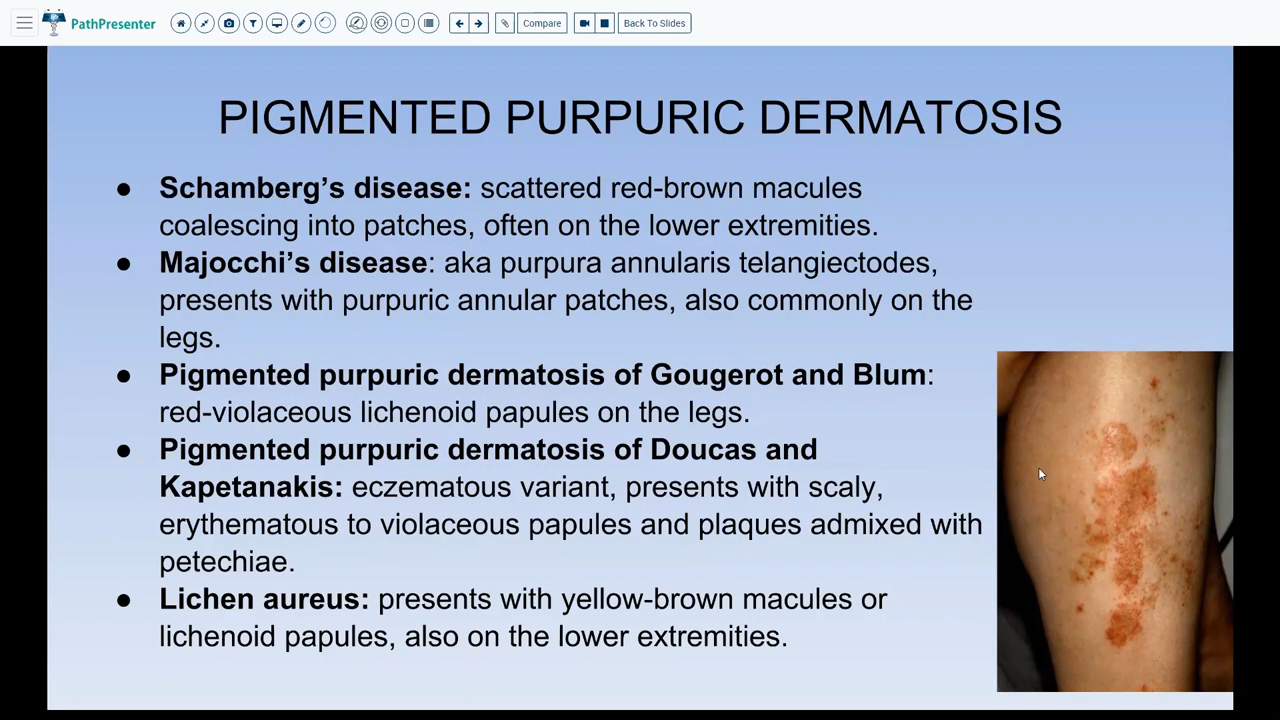 PathPresenter
Compare
Back To Slides
PIGMENTED PURPURIC DERMATOSIS
● Schamberg’s disease: scattered red-brown macules
coalescing into patches, often on the lower extremities.
● Majocchi’s disease: aka purpura annularis telangiectodes,
presents with purpuric annular patches, also commonly on the
legs.
● Pigmented purpuric dermatosis of Gougerot and Blum:
red-violaceous lichenoid papules on the legs.
● Pigmented purpuric dermatosis of Doucas and
Kapetanakis: eczematous variant, presents with scaly,
erythematous to violaceous papules and plaques admixed with
petechiae.
● Lichen aureus: presents with yellow-brown macules or
lichenoid papules, also on the lower extremities.